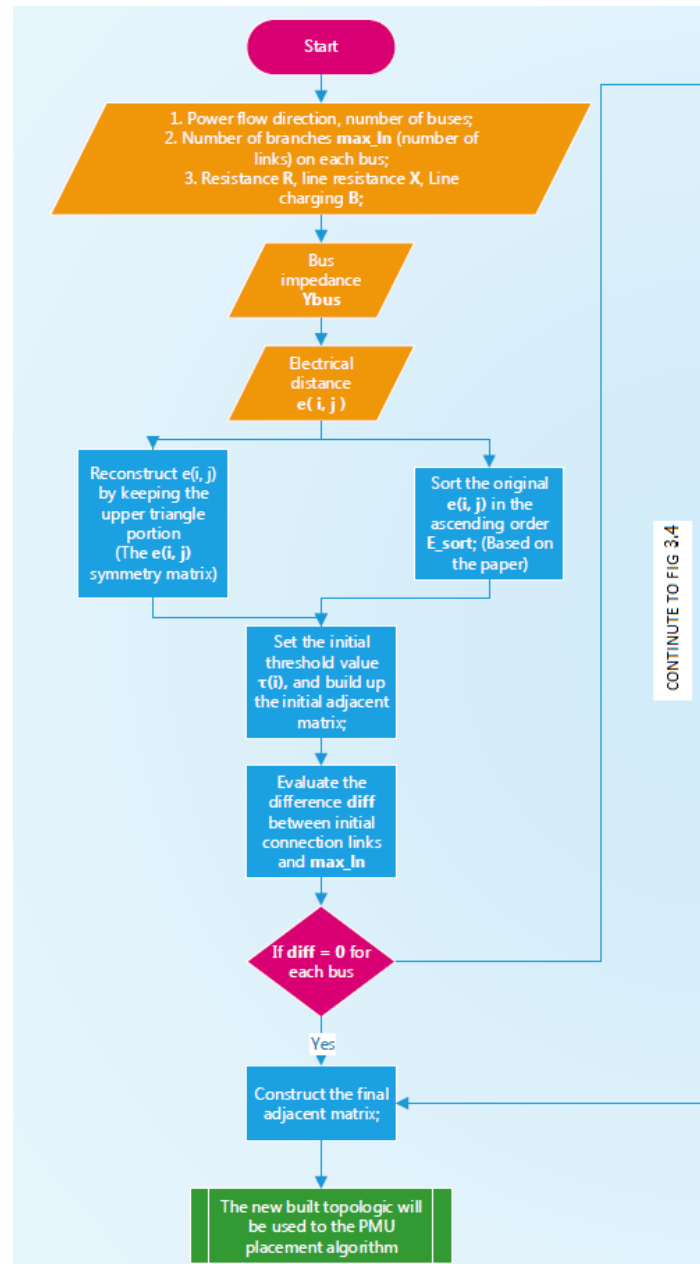 Start
1. Power flow direction, number of buses;
2. Number of branches max_ln (number of
links) on each bus;
3. Resistance R, line resistance X, Line
charging B;
Bus
impedance
Ybus
Electrical
distance
e( i, j )
Reconstruct e(i, j)
by keeping the
upper triangle
portion
(The e(i, j)
symmetry matrix)
Sort the original
e(i, j) in the
ascending order
E_sort; (Based on
the paper)
CONTINUTE TO FIG 3.4
Set the initial
threshold value
τ(i), and build up
the initial adjacent
matrix;
Evaluate the
difference diff
between initial
connection links
and max_ln
If diff = 0 for
each bus
Yes
Construct the final
adjacent matrix;
The new built topologic will
be used to the PMU
placement algorithm